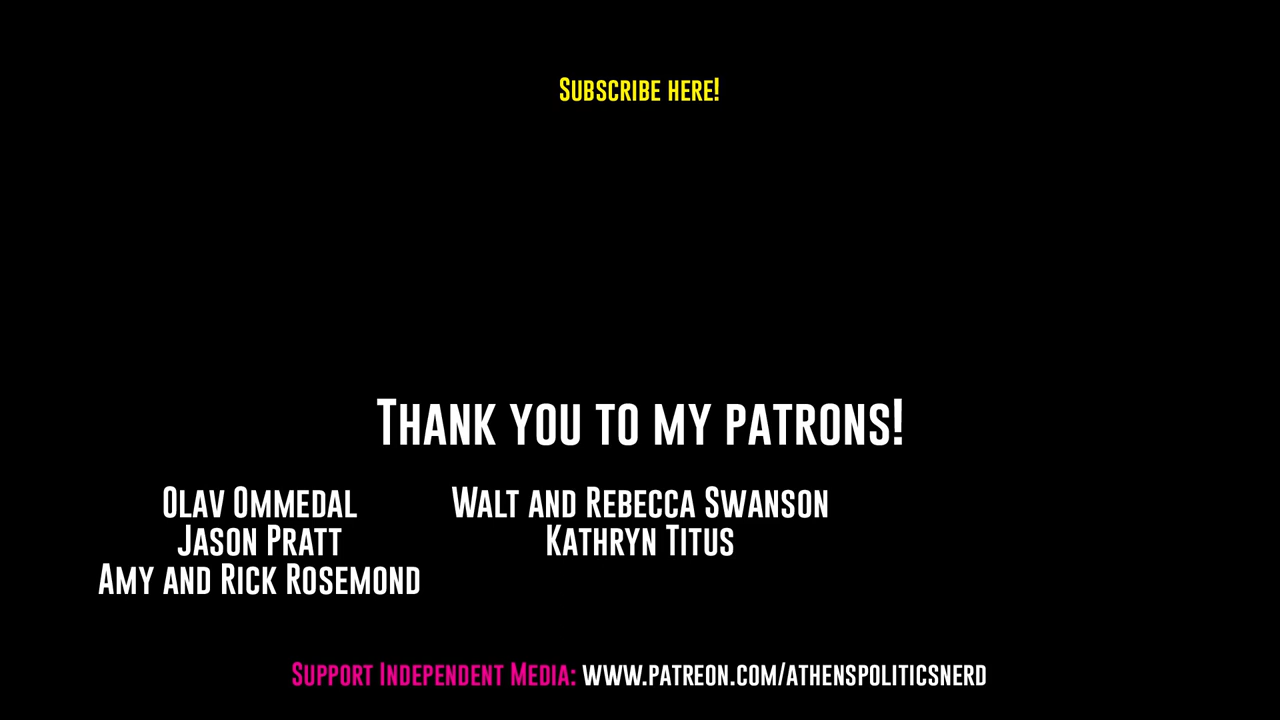 Subscribe here!
Thank you to my patrons!
Olav Ommedal
Jason Pratt
Amy and Rick Rosemond
Walt and Rebecca Swanson
Kathryn Titus
Support Independent Media: www.patreon.com/athenspoliticsnerd